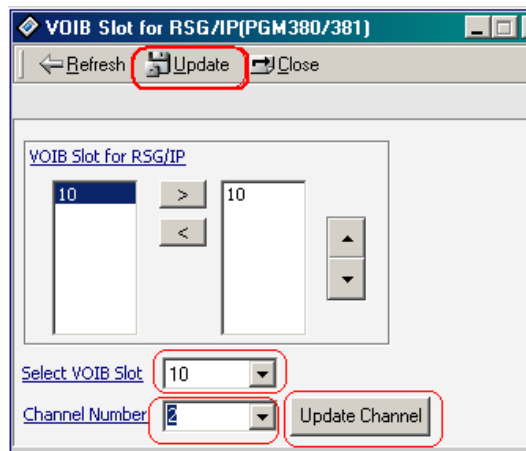 VOIB Slot for RSG/IP(PGM380/381)
Refresh Update Close
VOIB Slot for RSG/IP
10 > 10
<
Select VOIB Slot 10
Channel Number 2 Update Channel